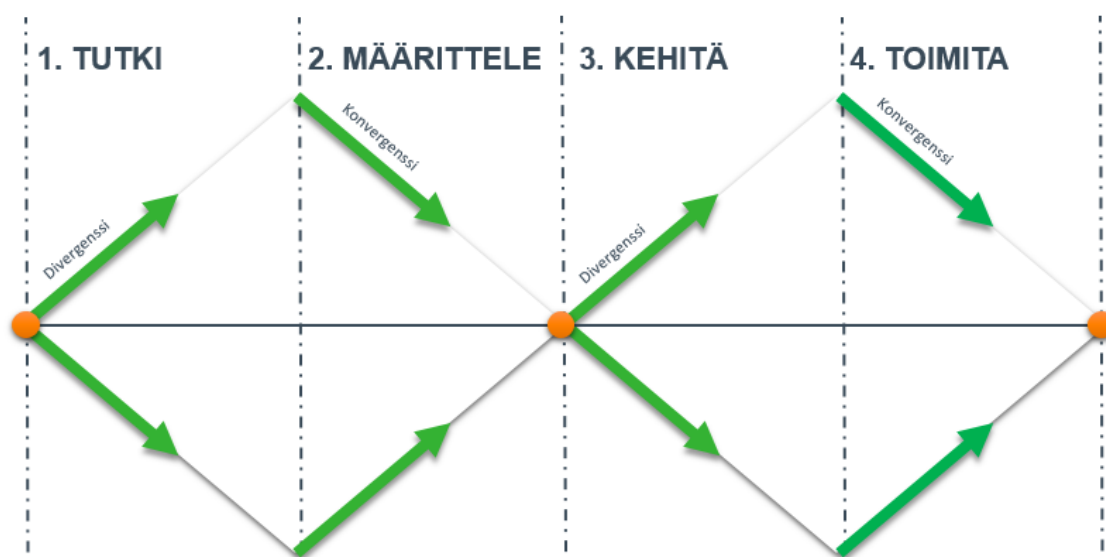 1. TUTKI
2. MÄÄRITTELE
3. KEHITÄ
4. TOIMITA
Divergenssi
Konvergenssi
Divergenssi
Konvergenssi